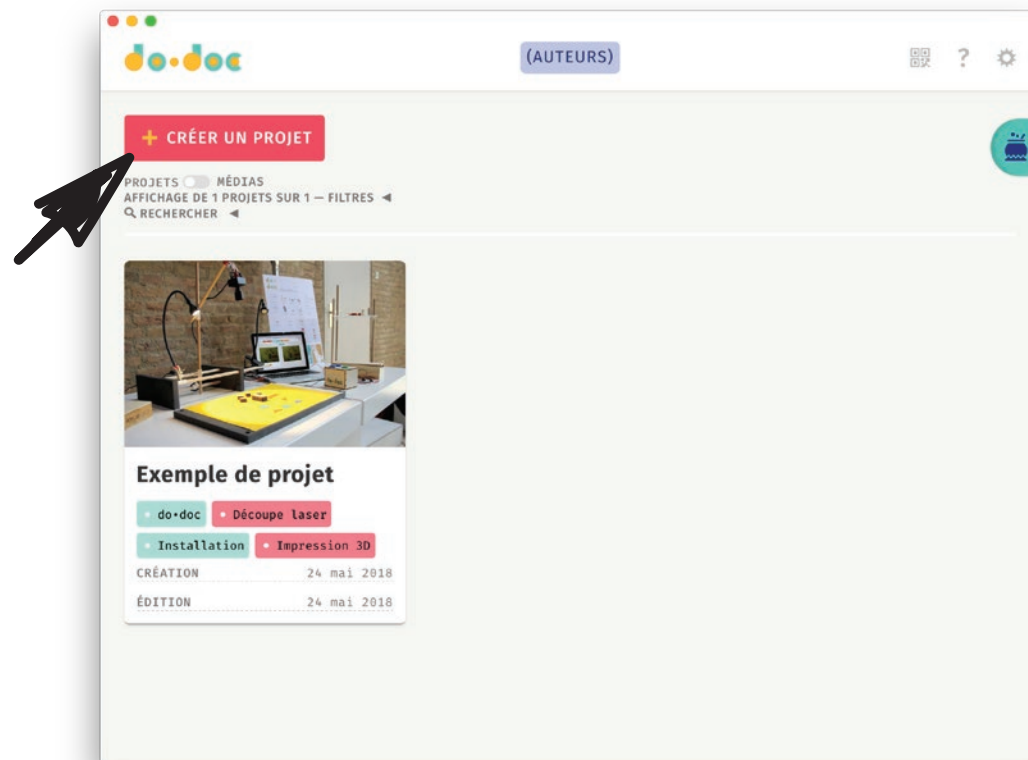 do•doc
(AUTEURS)
?
+ CRÉER UN PROJET
PROJETS MÉDIAS
AFFICHAGE DE 1 PROJETS SUR 1 — FILTRES ◄
RECHERCHER ◄
Exemple de projet
• do•doc • Découpe laser
• Installation • Impression 3D
CRÉATION 24 mai 2018
ÉDITION 24 mai 2018